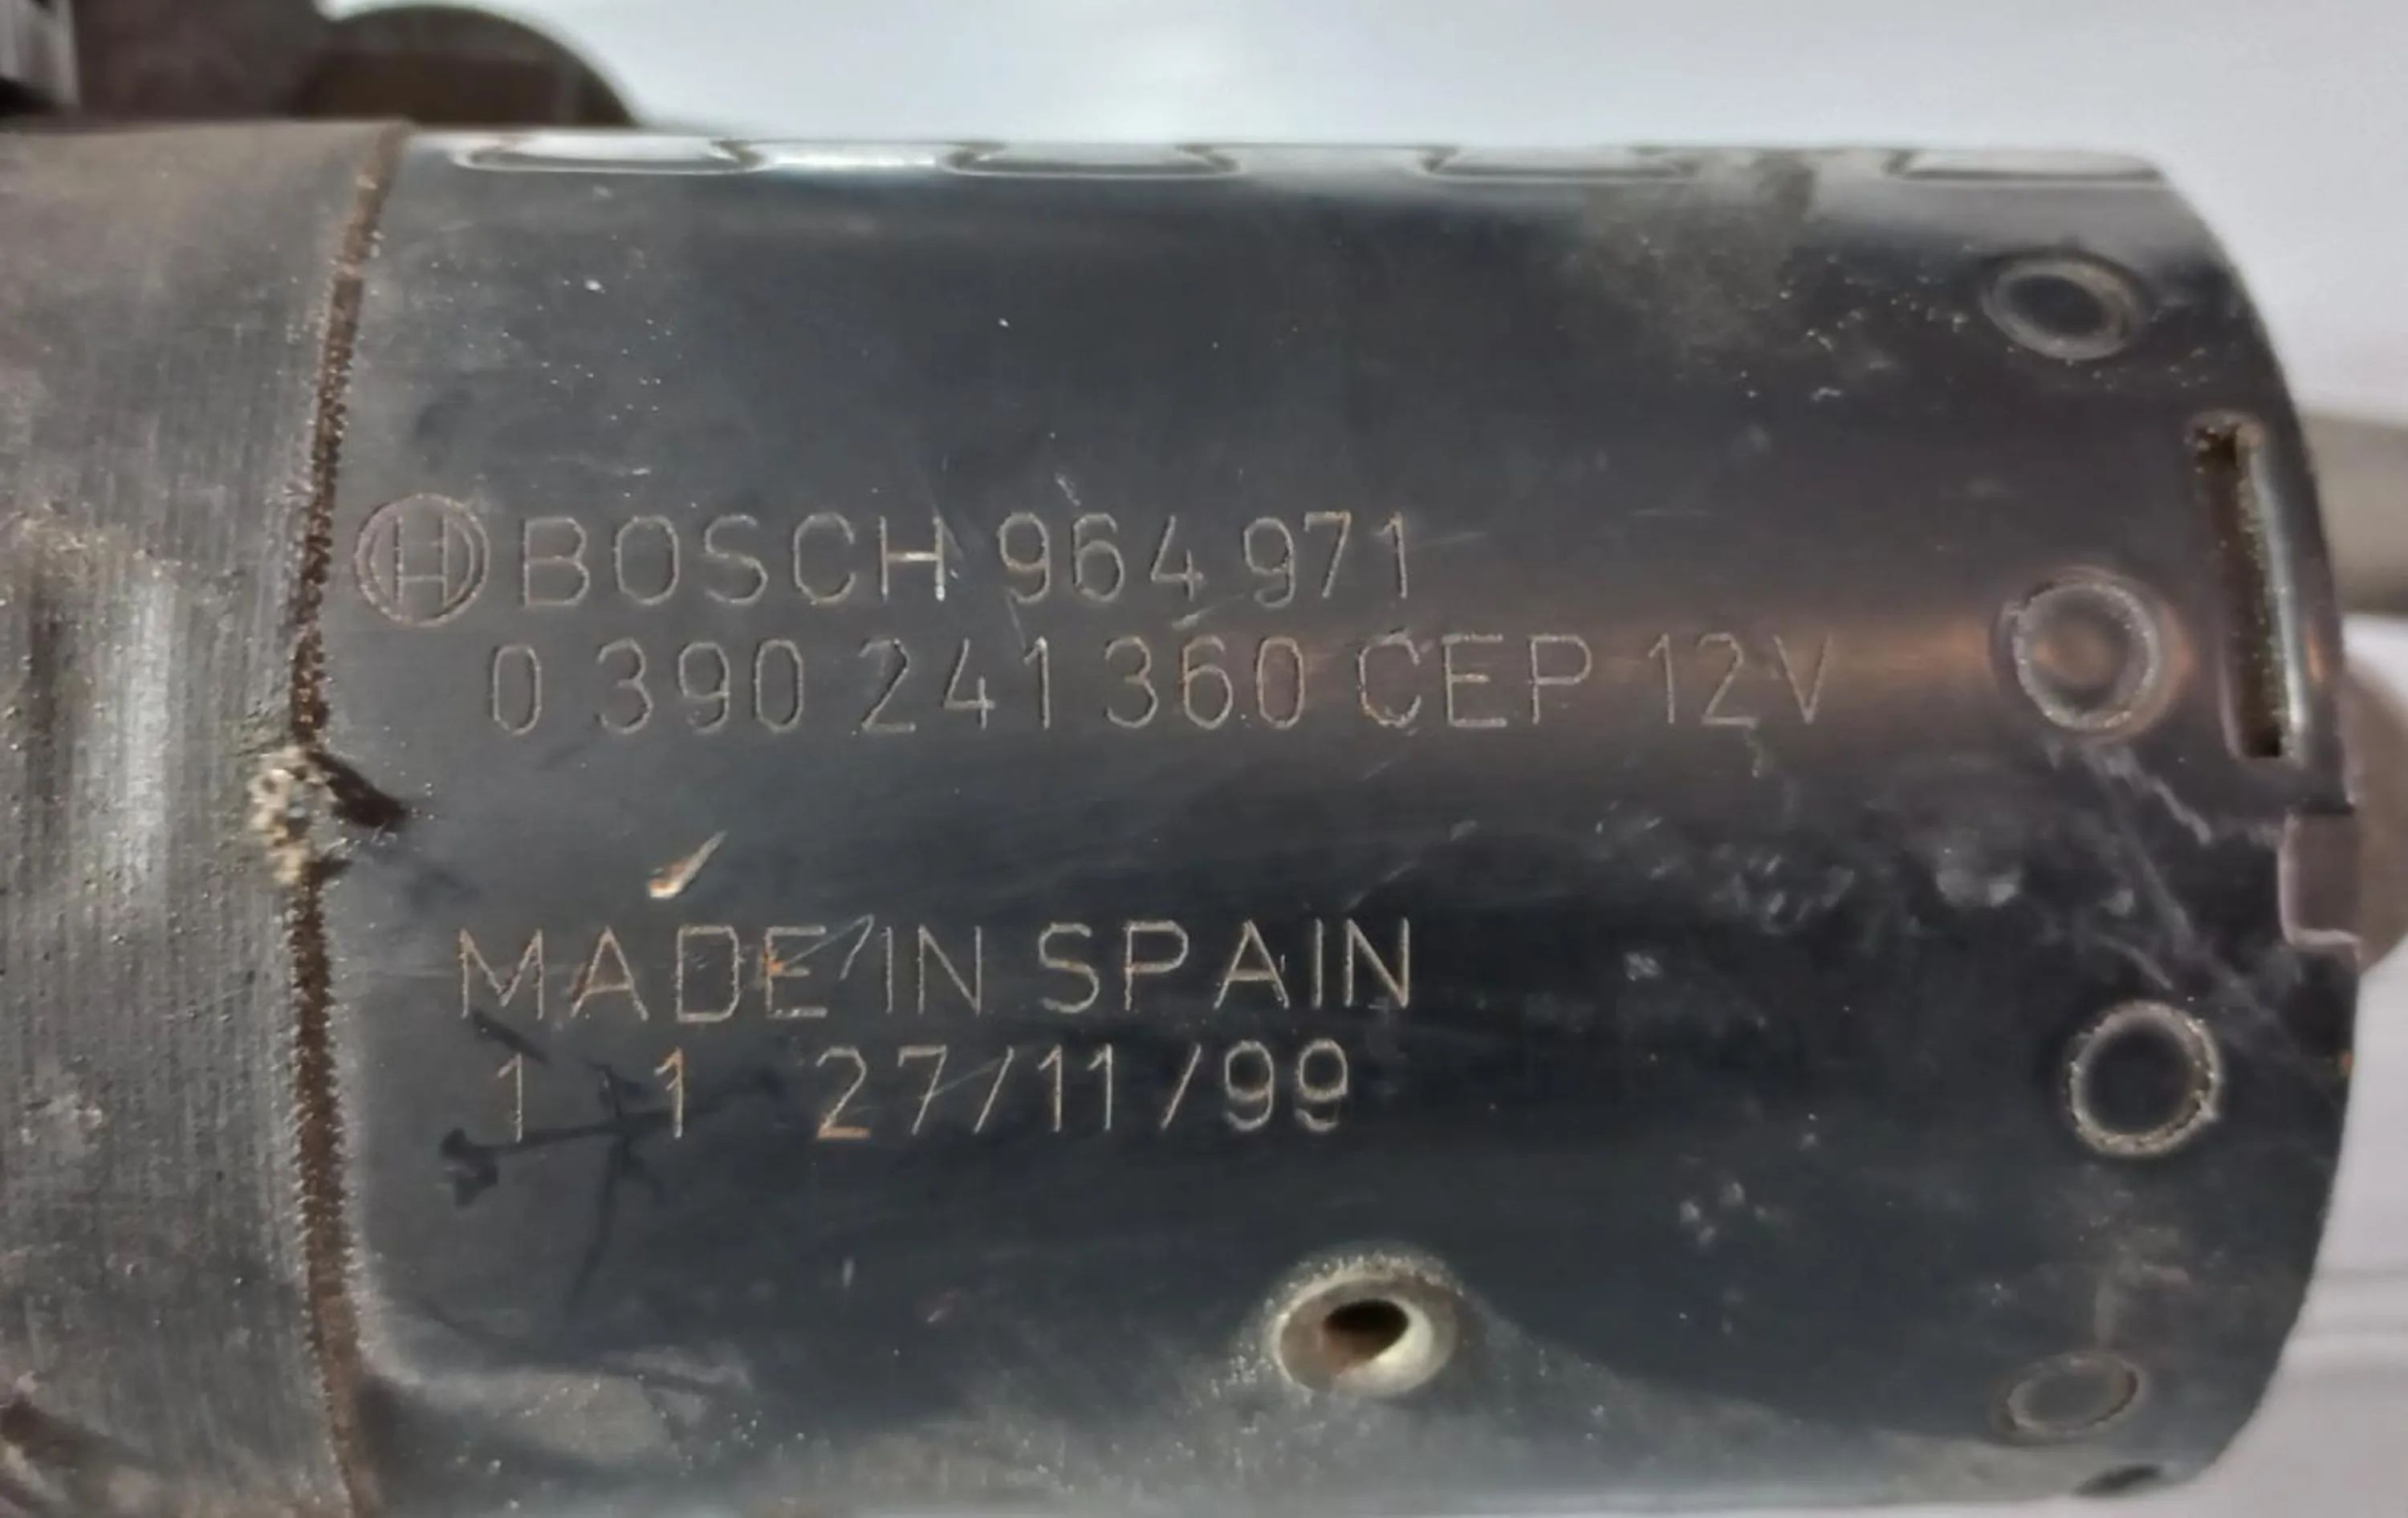 BOSCH 964 971
0 390 241 360 CEP 12V
MADE IN SPAIN
1 1 27/11/99